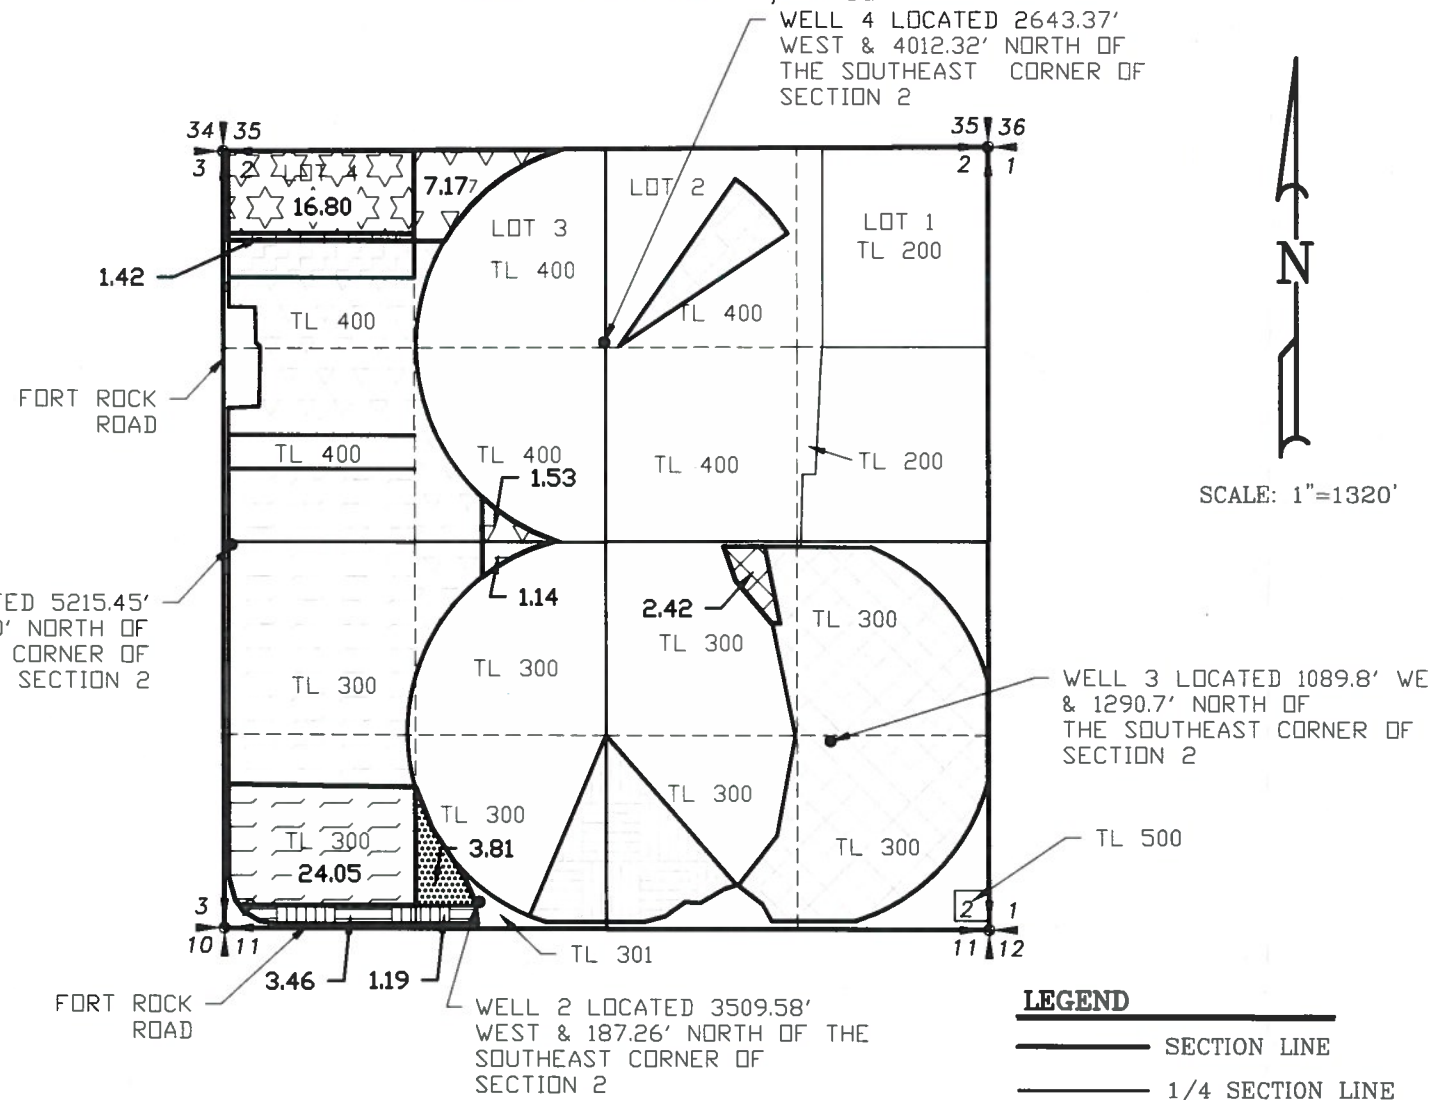 WELL 4 LOCATED 2643.37'
WEST & 4012.32' NORTH OF
THE SOUTHEAST CORNER OF
SECTION 2
34 35
3 2
35 36
2 1
LOT 4
16.80
7.17
LOT 3
TL 400
LOT 2
LOT 1
TL 200
1.42
TL 400
TL 400
N
FORT ROCK
ROAD
TL 400
TL 400
1.53
TL 400
TL 200
SCALE: 1"=1320'
TED 5215.45'
0' NORTH OF
CORNER OF
SECTION 2
1.14
2.42
TL 300
TL 300
TL 300
TL 300
WELL 3 LOCATED 1089.8' WE
& 1290.7' NORTH OF
THE SOUTHEAST CORNER OF
SECTION 2
TL 300
TL 300
TL 300
24.05
3.81
TL 300
TL 500
3
10 11
2 1
11 12
3.46
1.19
TL 301
FORT ROCK
ROAD
WELL 2 LOCATED 3509.58'
WEST & 187.26' NORTH OF THE
SOUTHEAST CORNER OF
SECTION 2
LEGEND
SECTION LINE
1/4 SECTION LINE